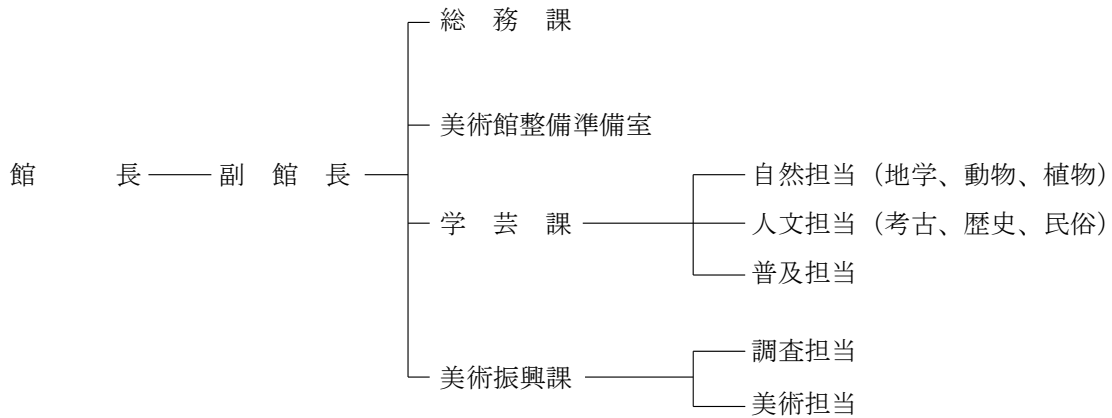 総務課
美術館整備準備室
館長 副館長 自然担当（地学、動物、植物）
学芸課 人文担当（考古、歴史、民俗）
普及担当
調査担当
美術振興課
美術担当